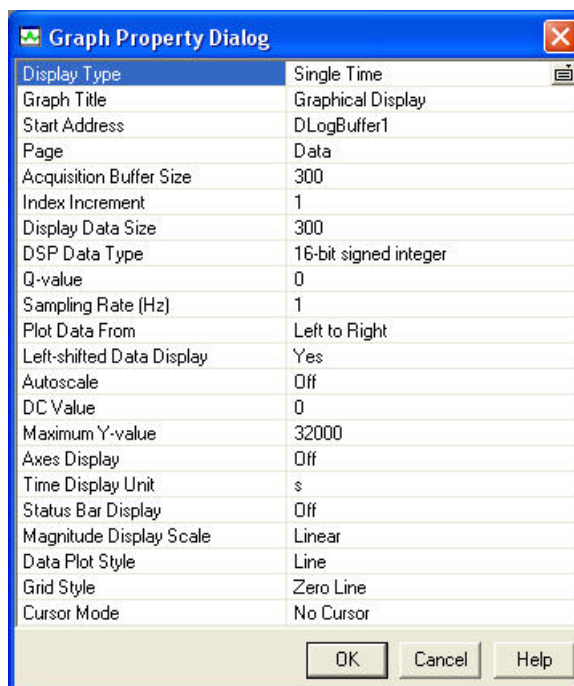 Graph Property Dialog
Display Type Single Time
Graph Title Graphical Display
Start Address DLogBuffer1
Page Data
Acquisition Buffer Size 300
Index Increment 1
Display Data Size 300
DSP Data Type 16-bit signed integer
Q-value 0
Sampling Rate (Hz) 1
Plot Data From Left to Right
Left-shifted Data Display Yes
Autoscale Off
DC Value 0
Maximum Y-value 32000
Axes Display Off
Time Display Unit s
Status Bar Display Off
Magnitude Display Scale Linear
Data Plot Style Line
Grid Style Zero Line
Cursor Mode No Cursor
OK Cancel Help